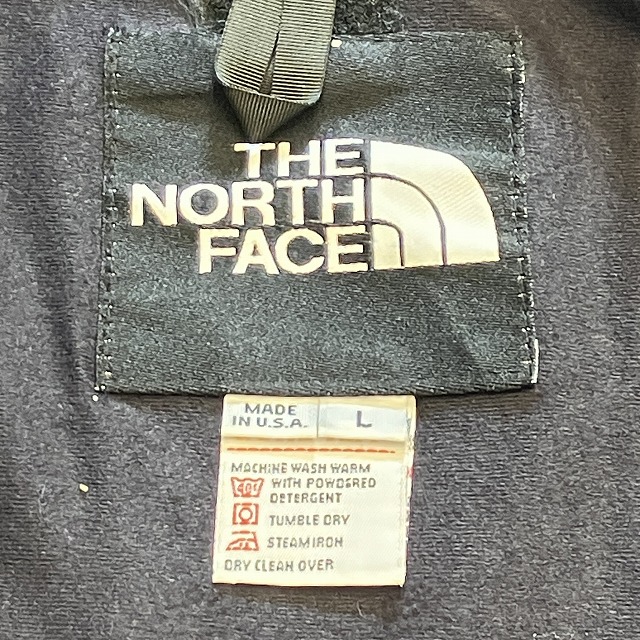 THE
NORTH
FACE
MADE
IN U.S.A.
L
MACHINE WASH WARM
WITH POWDERED
DETERGENT
TUMBLE DRY
STEAM IRON
DRY CLEAN OVER